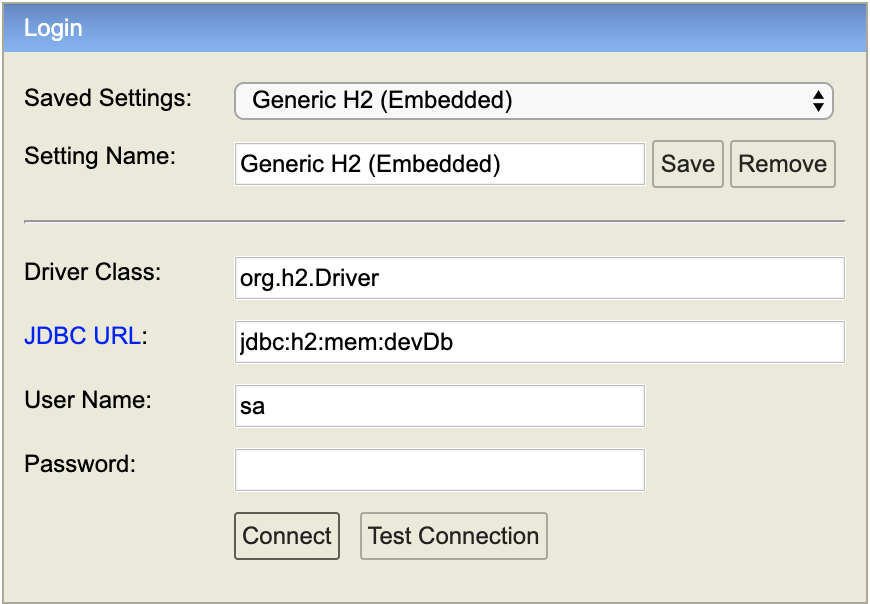 Login
Saved Settings: Generic H2 (Embedded)
Setting Name: Generic H2 (Embedded) Save Remove
Driver Class: org.h2.Driver
JDBC URL: jdbc:h2:mem:devDb
User Name: sa
Password:
Connect Test Connection